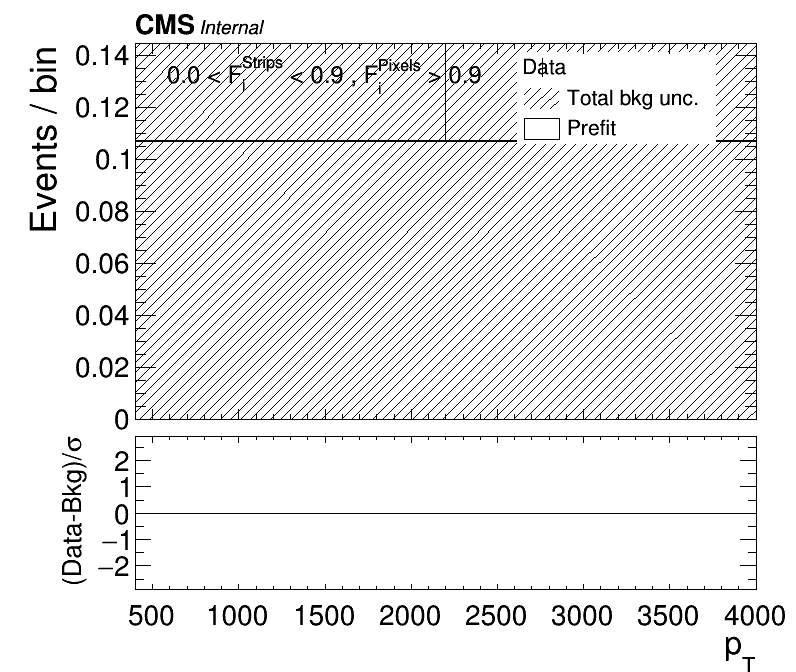 CMS Internal
Events / bin
0.14
0.12
0.1
0.08
0.06
0.04
0.02
0
0.0 < F_i^Strips < 0.9 , F_i^Pixels > 0.9
Data
Total bkg unc.
Prefit
(Data-Bkg)/σ
2
1
0
−1
−2
500 1000 1500 2000 2500 3000 3500 4000
p_T